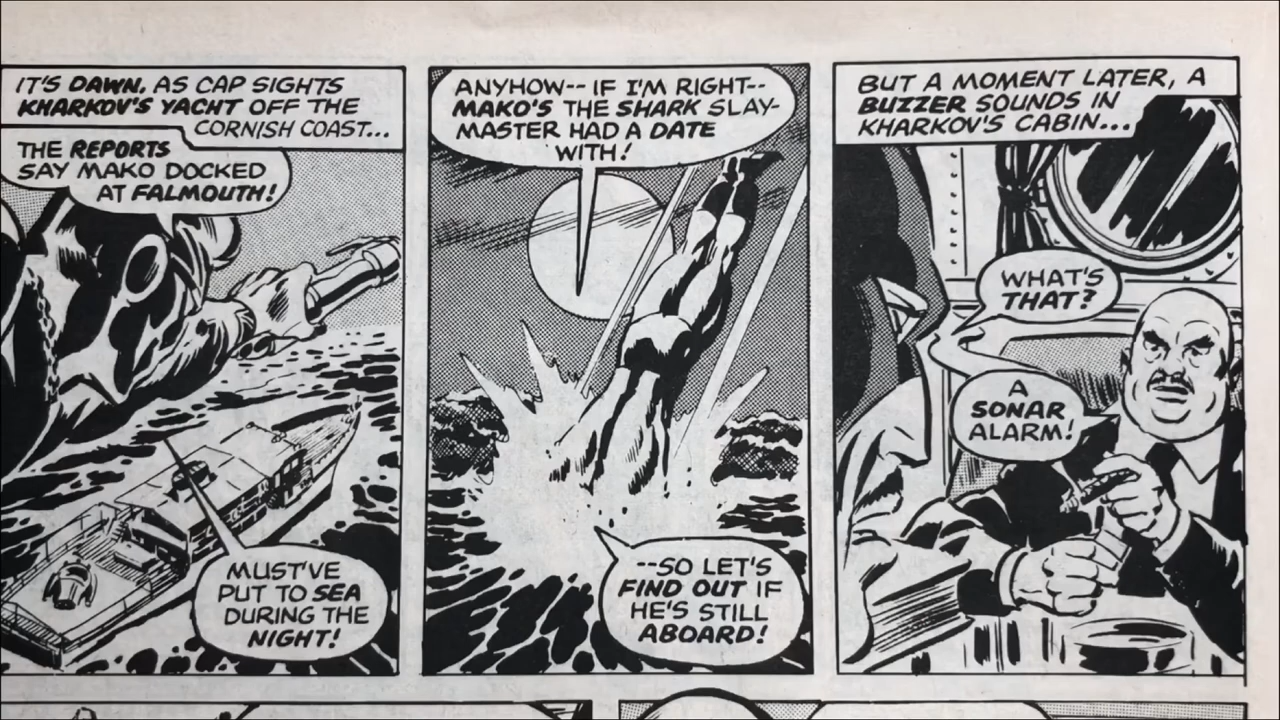 IT'S DAWN. AS CAP SIGHTS
KHARKOV'S YACHT OFF THE
CORNISH COAST...
THE REPORTS
SAY MAKO DOCKED
AT FALMOUTH!
MUST'VE
PUT TO SEA
DURING THE
NIGHT!
ANYHOW-- IF I'M RIGHT--
MAKO'S THE SHARK SLAY-
MASTER HAD A DATE
WITH!
--SO LET'S
FIND OUT IF
HE'S STILL
ABOARD!
BUT A MOMENT LATER, A
BUZZER SOUNDS IN
KHARKOV'S CABIN...
WHAT'S
THAT?
A
SONAR
ALARM!